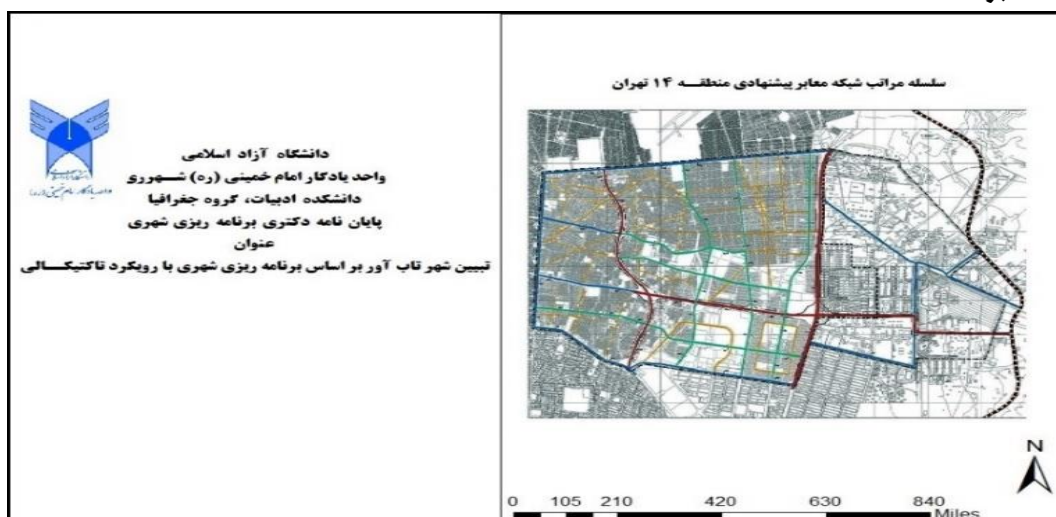 سلسله مراتب شبکه معابر پیشنهادی منطقــه ۱۴ تهران
N
0 105 210 420 630 840
Miles
دانشگاه آزاد اسلامی
واحد یادگار امام خمینی (ره) شــهرری
دانشکده ادبیات، گروه جغرافیا
پایان نامه دکتری برنامه ریزی شهری
عنوان
تبیین شهر تاب آور بر اساس برنامه ریزی شهری با رویکرد تاکتیکــالی